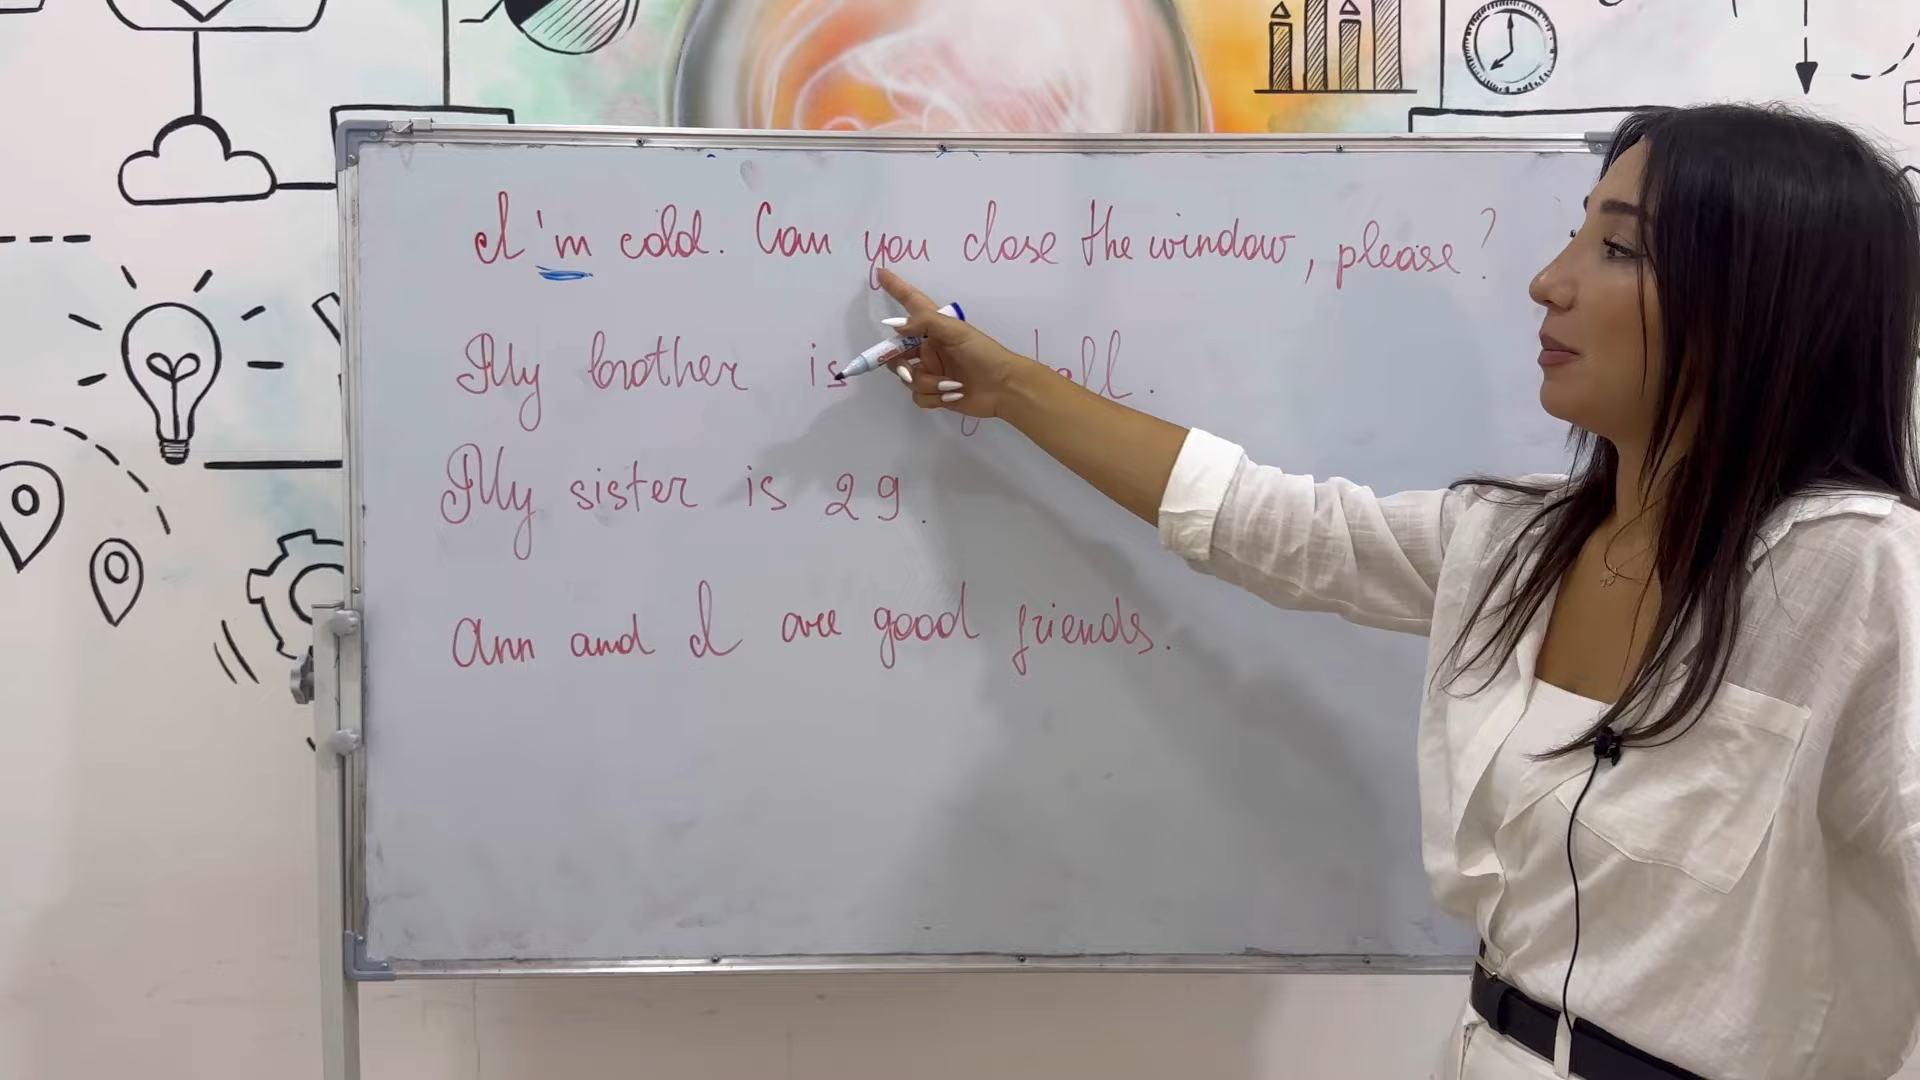 I'm cold. Can you close the window, please?
My brother is tall.
My sister is 29.
Ann and I are good friends.